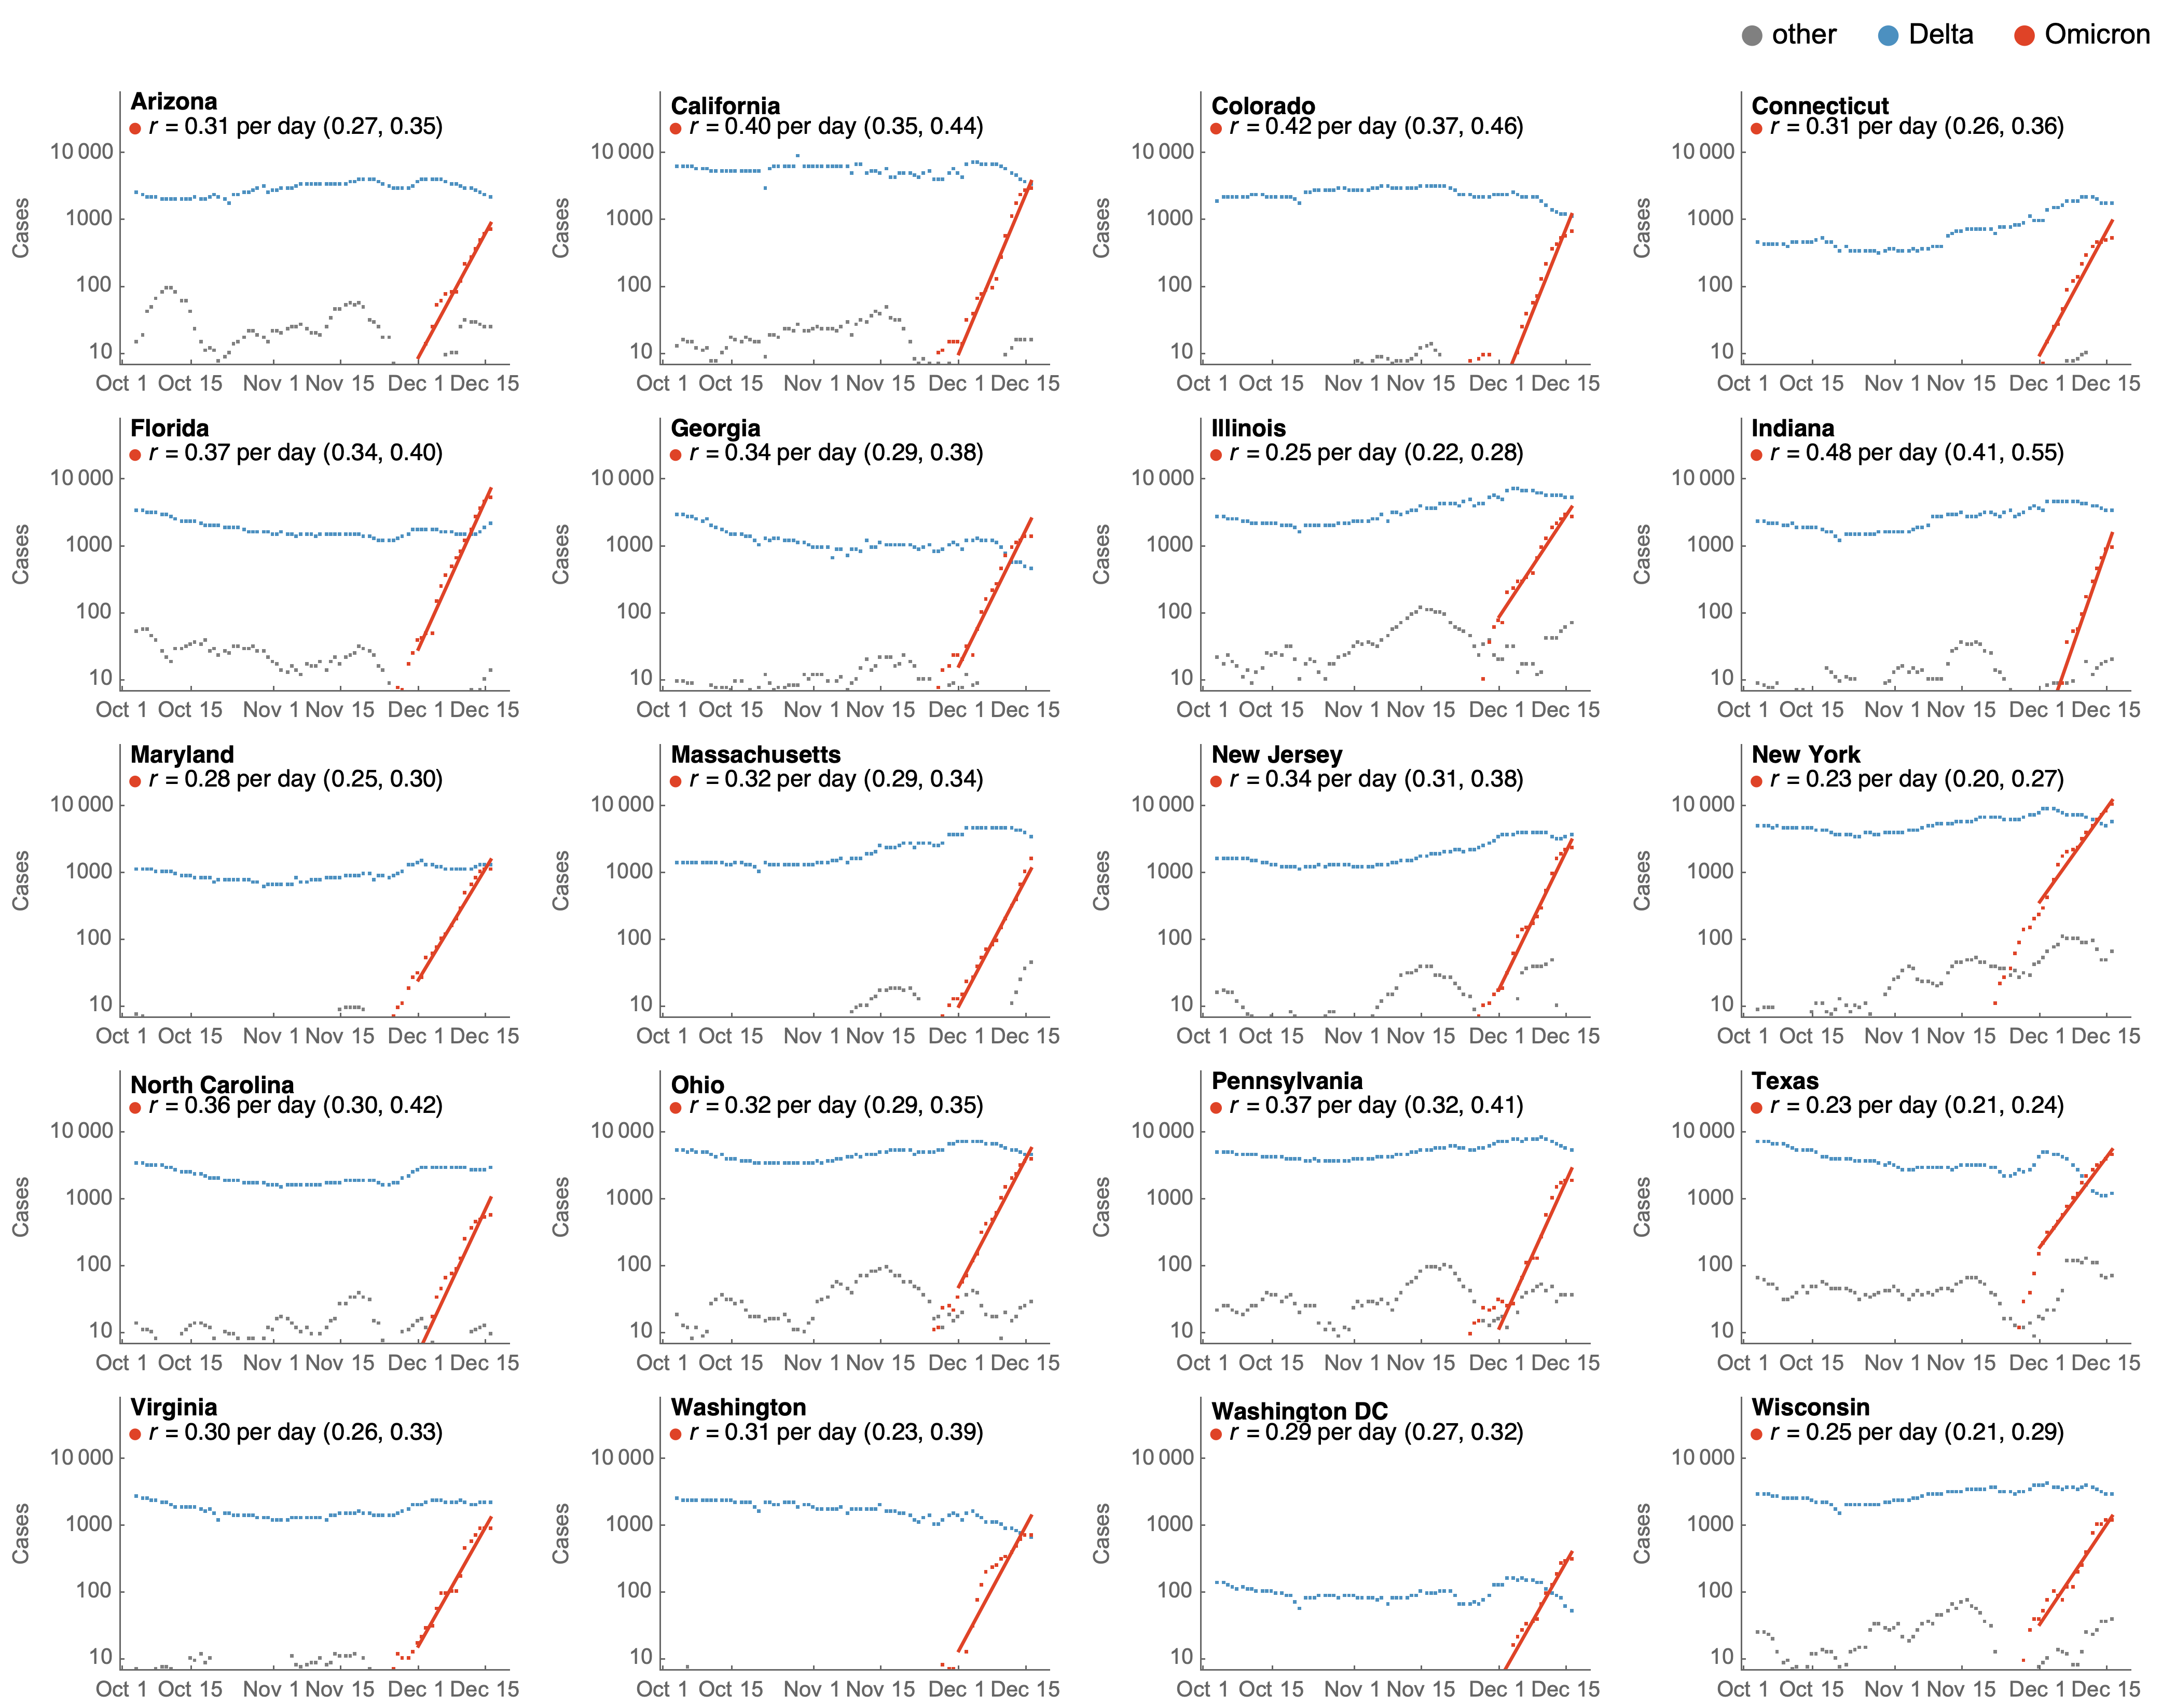 other Delta Omicron
Arizona
r = 0.31 per day (0.27, 0.35)
10 000
1000
100
10
Cases
Oct 1 Oct 15 Nov 1 Nov 15 Dec 1 Dec 15
California
r = 0.40 per day (0.35, 0.44)
10 000
1000
100
10
Cases
Oct 1 Oct 15 Nov 1 Nov 15 Dec 1 Dec 15
Colorado
r = 0.42 per day (0.37, 0.46)
10 000
1000
100
10
Cases
Oct 1 Oct 15 Nov 1 Nov 15 Dec 1 Dec 15
Connecticut
r = 0.31 per day (0.26, 0.36)
10 000
1000
100
10
Cases
Oct 1 Oct 15 Nov 1 Nov 15 Dec 1 Dec 15
Florida
r = 0.37 per day (0.34, 0.40)
10 000
1000
100
10
Cases
Oct 1 Oct 15 Nov 1 Nov 15 Dec 1 Dec 15
Georgia
r = 0.34 per day (0.29, 0.38)
10 000
1000
100
10
Cases
Oct 1 Oct 15 Nov 1 Nov 15 Dec 1 Dec 15
Illinois
r = 0.25 per day (0.22, 0.28)
10 000
1000
100
10
Cases
Oct 1 Oct 15 Nov 1 Nov 15 Dec 1 Dec 15
Indiana
r = 0.48 per day (0.41, 0.55)
10 000
1000
100
10
Cases
Oct 1 Oct 15 Nov 1 Nov 15 Dec 1 Dec 15
Maryland
r = 0.28 per day (0.25, 0.30)
10 000
1000
100
10
Cases
Oct 1 Oct 15 Nov 1 Nov 15 Dec 1 Dec 15
Massachusetts
r = 0.32 per day (0.29, 0.34)
10 000
1000
100
10
Cases
Oct 1 Oct 15 Nov 1 Nov 15 Dec 1 Dec 15
New Jersey
r = 0.34 per day (0.31, 0.38)
10 000
1000
100
10
Cases
Oct 1 Oct 15 Nov 1 Nov 15 Dec 1 Dec 15
New York
r = 0.23 per day (0.20, 0.27)
10 000
1000
100
10
Cases
Oct 1 Oct 15 Nov 1 Nov 15 Dec 1 Dec 15
North Carolina
r = 0.36 per day (0.30, 0.42)
10 000
1000
100
10
Cases
Oct 1 Oct 15 Nov 1 Nov 15 Dec 1 Dec 15
Ohio
r = 0.32 per day (0.29, 0.35)
10 000
1000
100
10
Cases
Oct 1 Oct 15 Nov 1 Nov 15 Dec 1 Dec 15
Pennsylvania
r = 0.37 per day (0.32, 0.41)
10 000
1000
100
10
Cases
Oct 1 Oct 15 Nov 1 Nov 15 Dec 1 Dec 15
Texas
r = 0.23 per day (0.21, 0.24)
10 000
1000
100
10
Cases
Oct 1 Oct 15 Nov 1 Nov 15 Dec 1 Dec 15
Virginia
r = 0.30 per day (0.26, 0.33)
10 000
1000
100
10
Cases
Oct 1 Oct 15 Nov 1 Nov 15 Dec 1 Dec 15
Washington
r = 0.31 per day (0.23, 0.39)
10 000
1000
100
10
Cases
Oct 1 Oct 15 Nov 1 Nov 15 Dec 1 Dec 15
Washington DC
r = 0.29 per day (0.27, 0.32)
10 000
1000
100
10
Cases
Oct 1 Oct 15 Nov 1 Nov 15 Dec 1 Dec 15
Wisconsin
r = 0.25 per day (0.21, 0.29)
10 000
1000
100
10
Cases
Oct 1 Oct 15 Nov 1 Nov 15 Dec 1 Dec 15